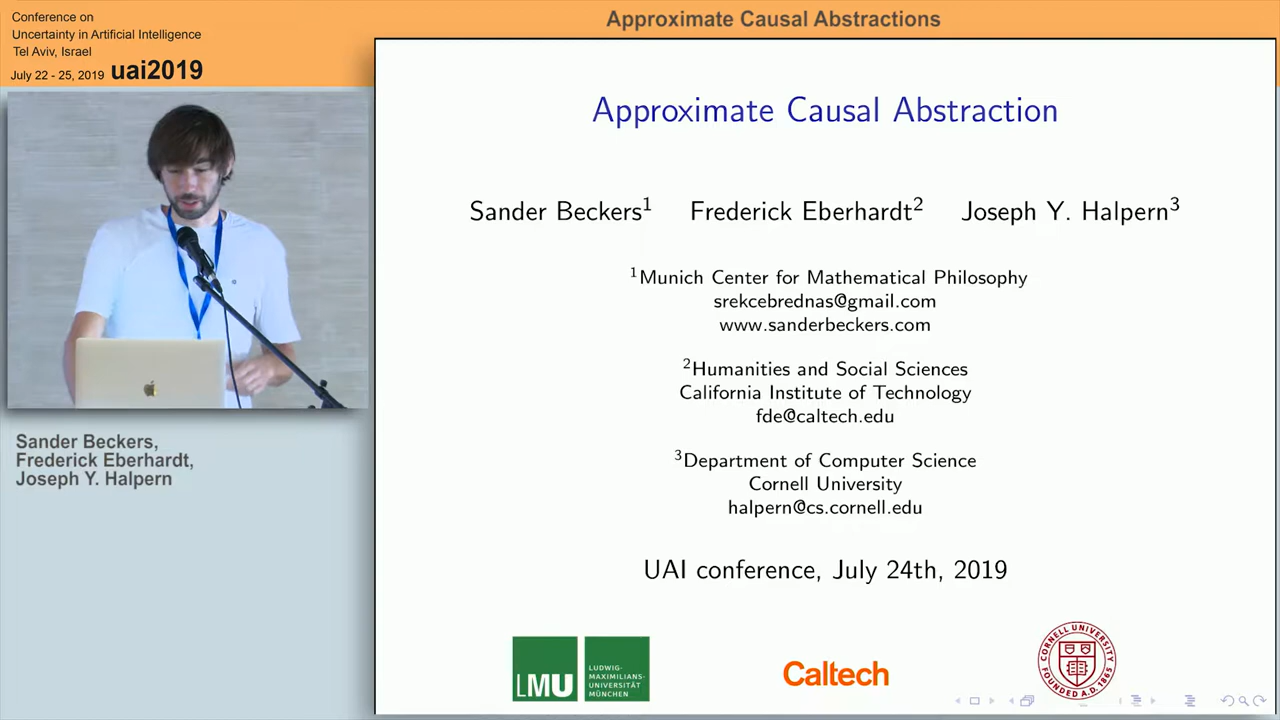 Conference on
Uncertainty in Artificial Intelligence
Tel Aviv, Israel
July 22 - 25, 2019 uai2019
Approximate Causal Abstractions
Approximate Causal Abstraction
Sander Beckers1 Frederick Eberhardt2 Joseph Y. Halpern3
1Munich Center for Mathematical Philosophy
srekcebrednas@gmail.com
www.sanderbeckers.com
2Humanities and Social Sciences
California Institute of Technology
fde@caltech.edu
3Department of Computer Science
Cornell University
halpern@cs.cornell.edu
UAI conference, July 24th, 2019
LMU
LUDWIG-
MAXIMILIANS-
UNIVERSITÄT
MÜNCHEN
Caltech
CORNELL UNIVERSITY
FOUNDED A.D. 1865
Sander Beckers,
Frederick Eberhardt,
Joseph Y. Halpern